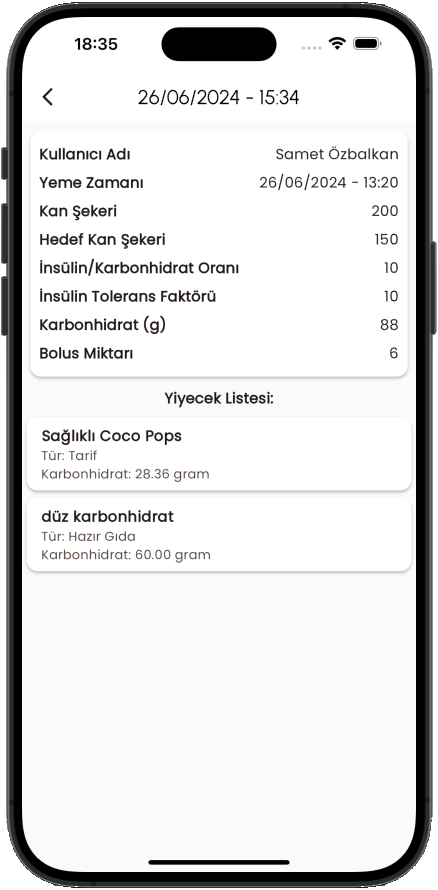 18:35
26/06/2024 - 15:34
Kullanıcı Adı Samet Özbalkan
Yeme Zamanı 26/06/2024 - 13:20
Kan Şekeri 200
Hedef Kan Şekeri 150
İnsülin/Karbonhidrat Oranı 10
İnsülin Tolerans Faktörü 10
Karbonhidrat (g) 88
Bolus Miktarı 6
Yiyecek Listesi:
Sağlıklı Coco Pops
Tür: Tarif
Karbonhidrat: 28.36 gram
düz karbonhidrat
Tür: Hazır Gıda
Karbonhidrat: 60.00 gram